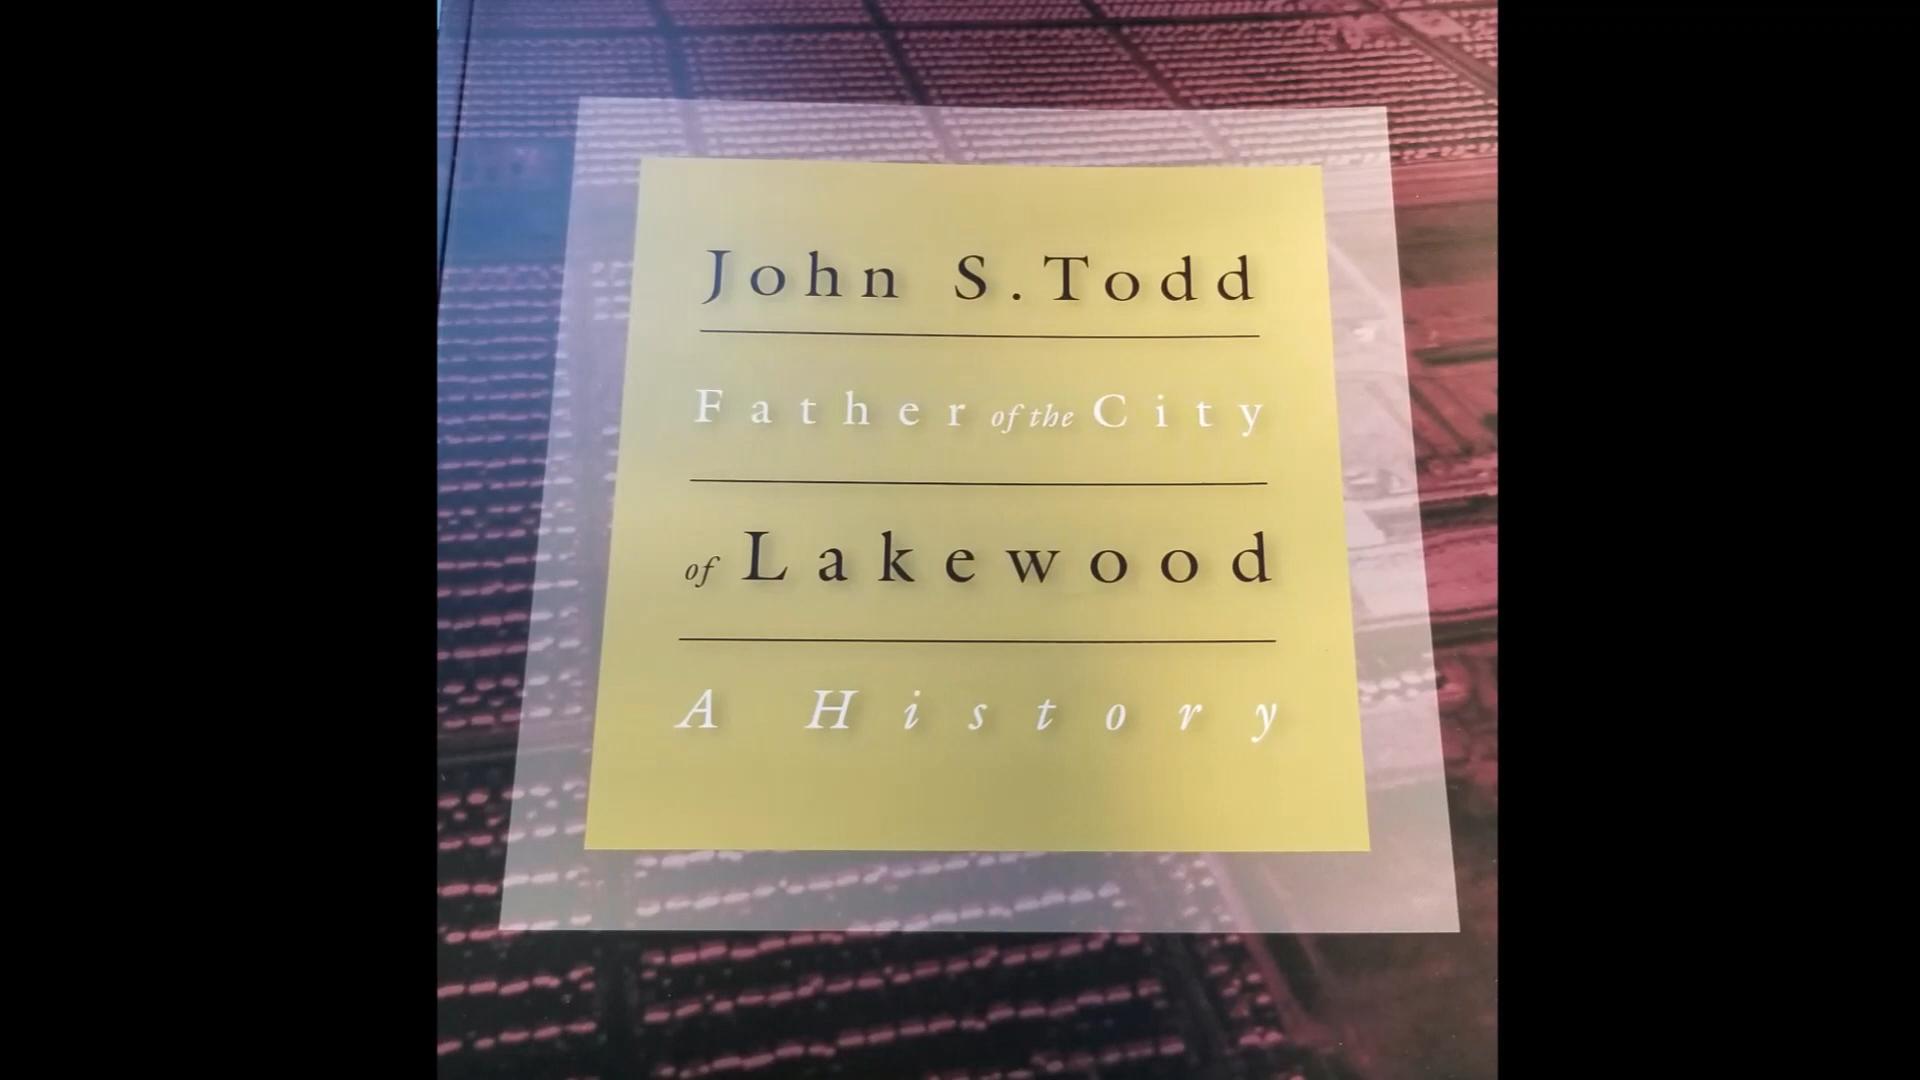 John S. Todd
Father of the City
of Lakewood
A History